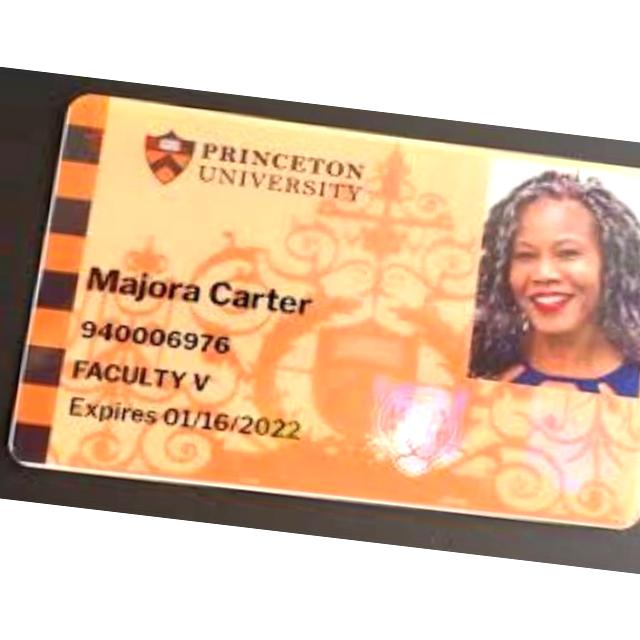 PRINCETON
UNIVERSITY
Majora Carter
940006976
FACULTY V
Expires 01/16/2022